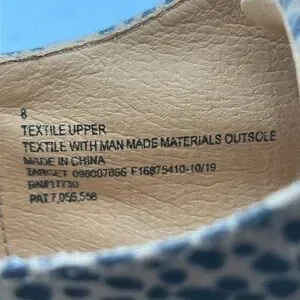 8
TEXTILE UPPER
TEXTILE WITH MAN MADE MATERIALS OUTSOLE
MADE IN CHINA
TARGET 096007066 F16875410-10/19
RN#17730
PAT.7,056,558